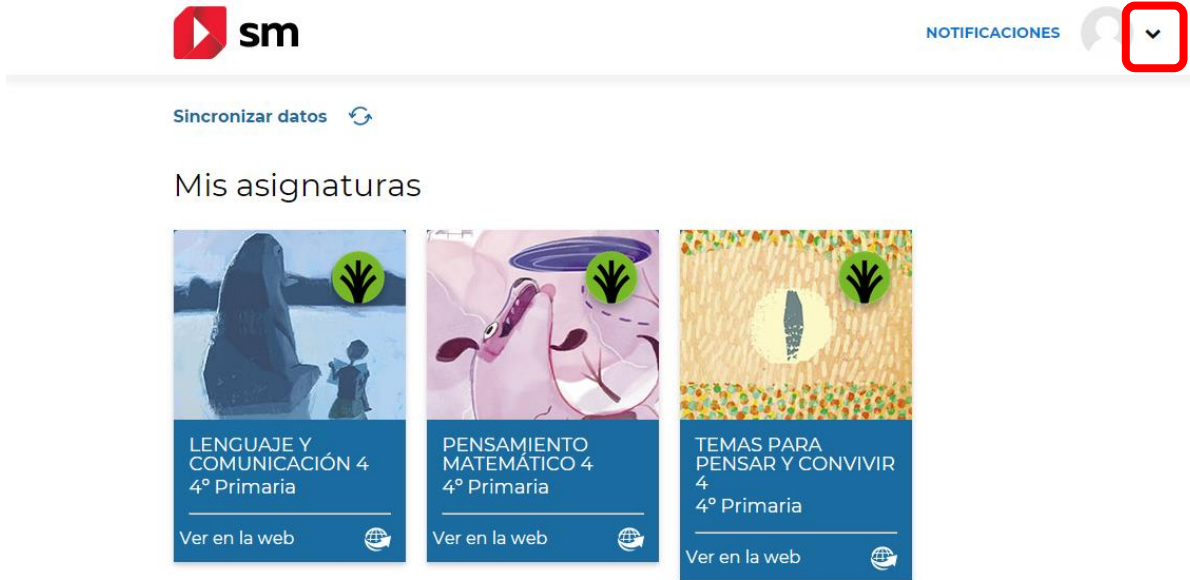 sm
NOTIFICACIONES
Sincronizar datos
Mis asignaturas
LENGUAJE Y
COMUNICACIÓN 4
4º Primaria
Ver en la web
PENSAMIENTO
MATEMÁTICO 4
4º Primaria
Ver en la web
TEMAS PARA
PENSAR Y CONVIVIR
4
4º Primaria
Ver en la web